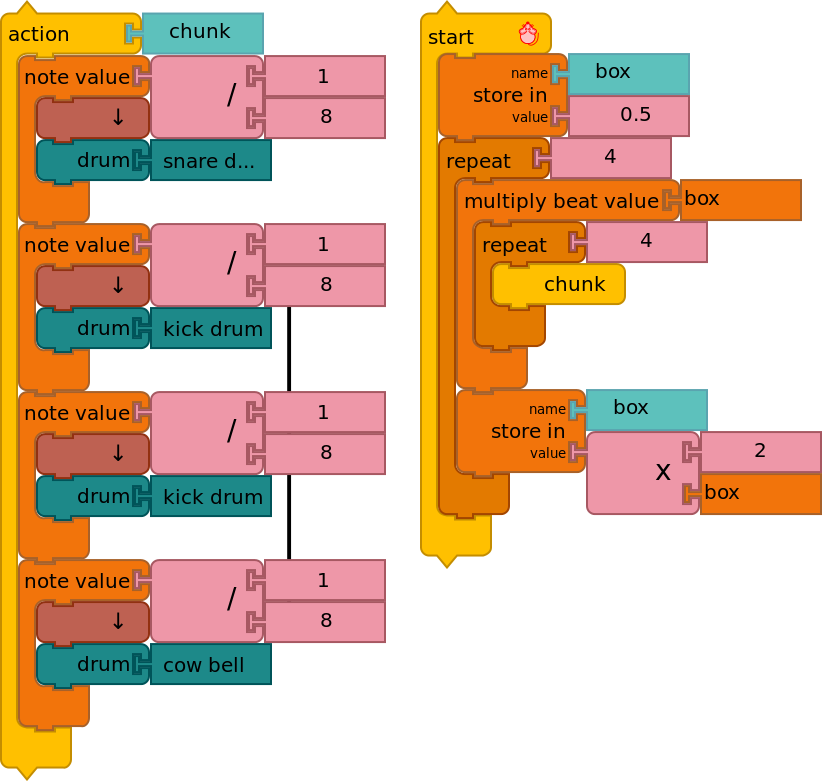 action chunk
note value / 1
8
↓
drum snare d...
note value / 1
8
↓
drum kick drum
note value / 1
8
↓
drum kick drum
note value / 1
8
↓
drum cow bell
start
name box
store in
value 0.5
repeat 4
multiply beat value box
repeat 4
chunk
name box
store in
value x 2
box